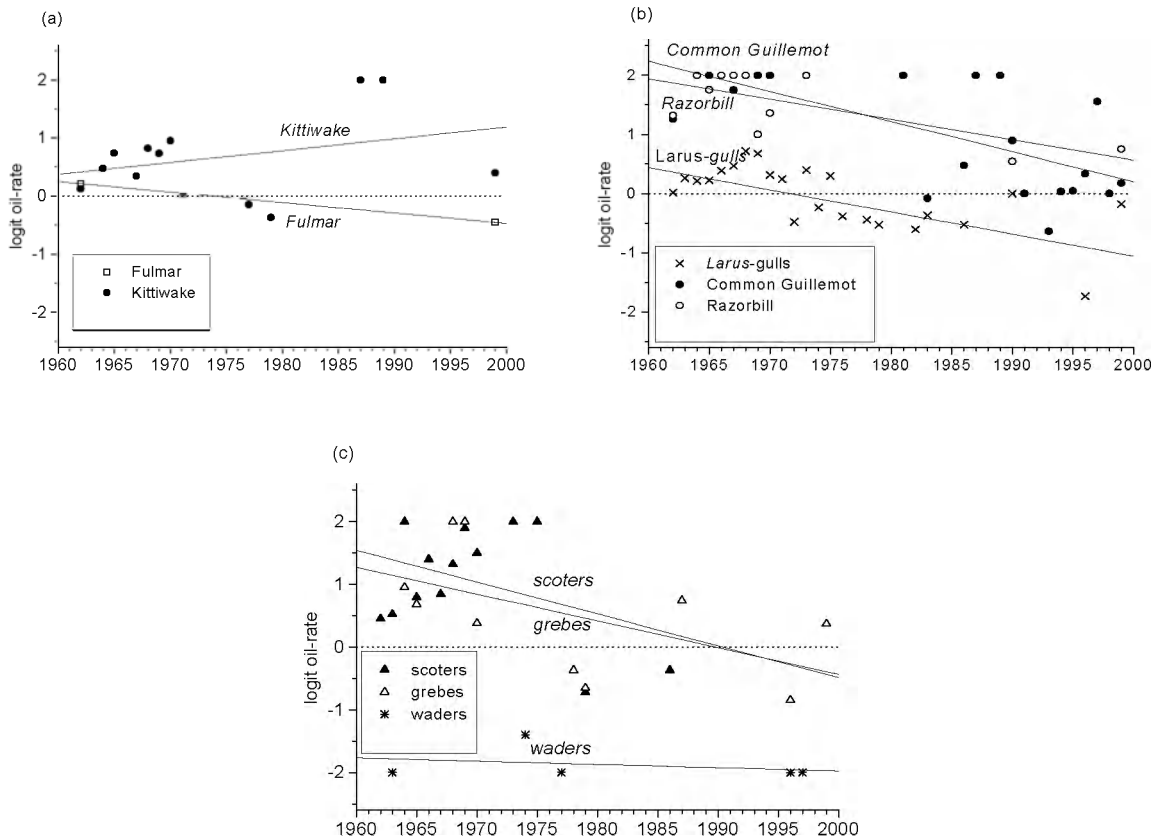 (a)
2
1
0
-1
-2
logit oil-rate
Kittiwake
Fulmar
Fulmar
Kittiwake
1960 1965 1970 1975 1980 1985 1990 1995 2000
(b)
2
1
0
-1
-2
logit oil-rate
Common Guillemot
Razorbill
Larus-gulls
Larus-gulls
Common Guillemot
Razorbill
1960 1965 1970 1975 1980 1985 1990 1995 2000
(c)
2
1
0
-1
-2
logit oil-rate
scoters
grebes
scoters
grebes
waders
waders
1960 1965 1970 1975 1980 1985 1990 1995 2000